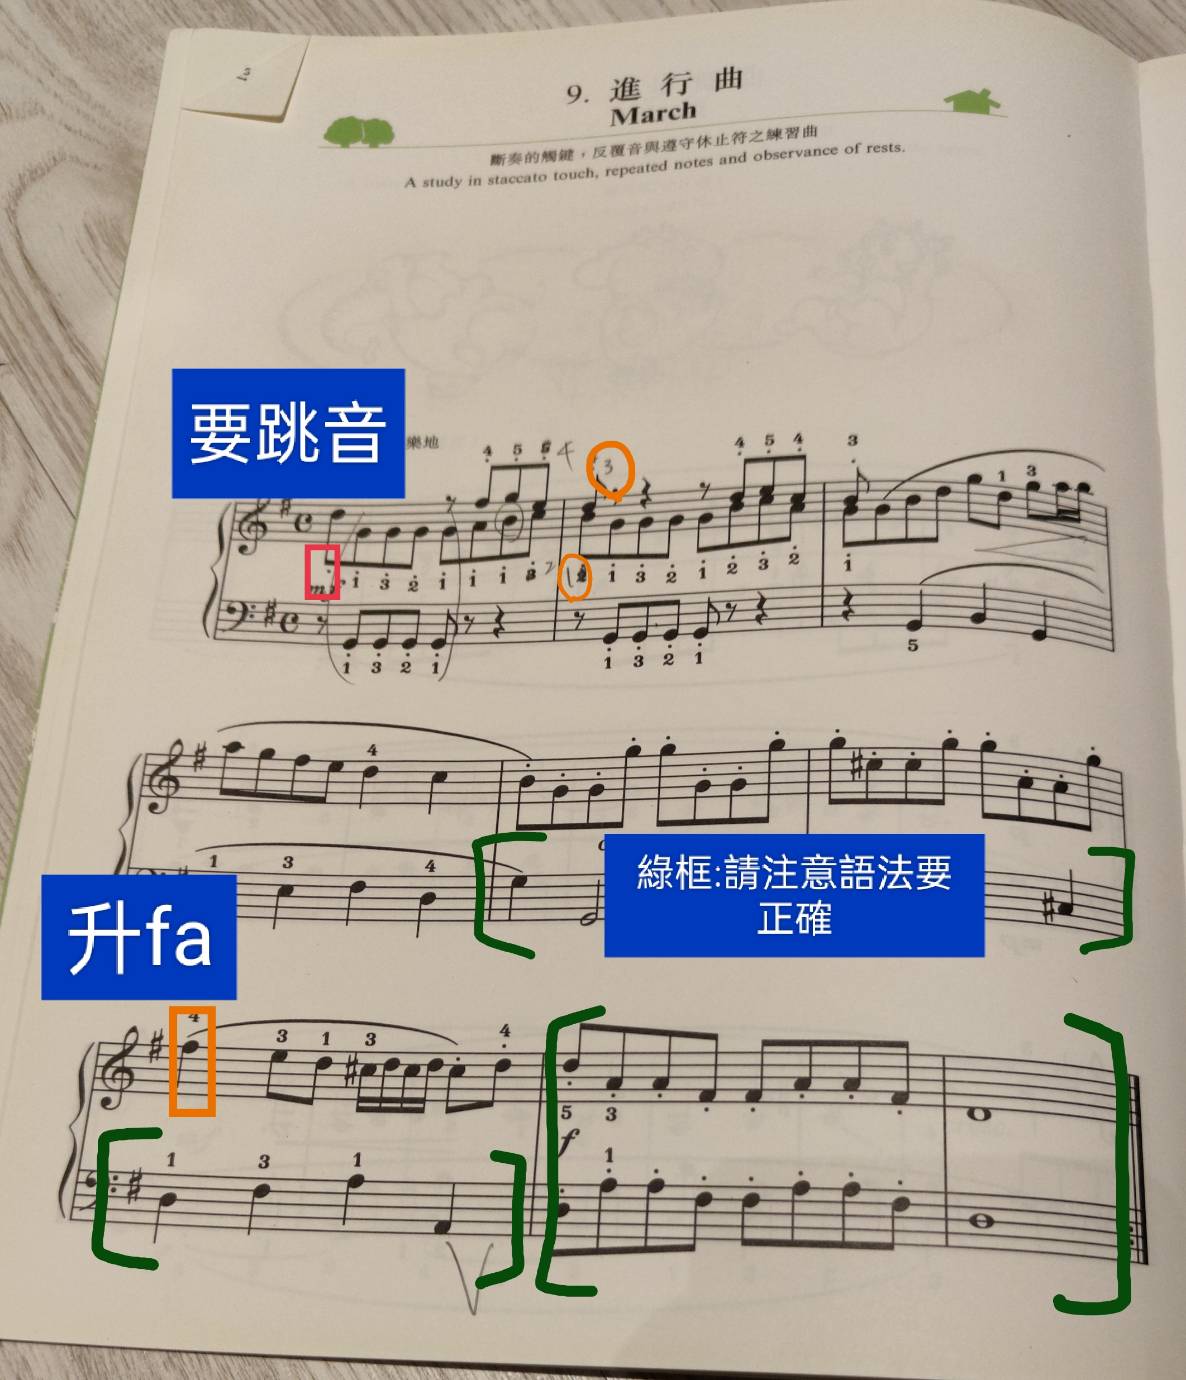 9. 進行曲
March
斷奏的觸鍵，反覆音與遵守休止符之練習曲
A study in staccato touch, repeated notes and observance of rests.
要跳音
樂地
4 5 4
3
4 5 4
3
1 3
1 3 2 1 1 1
1 3 2 1 2 3 2
1
1 3 2 1
1 3 2 1
5
4
1 3 4
綠框:請注意語法要
正確
升fa
4
3 1 3 4
5 3
f
1 3 1
1